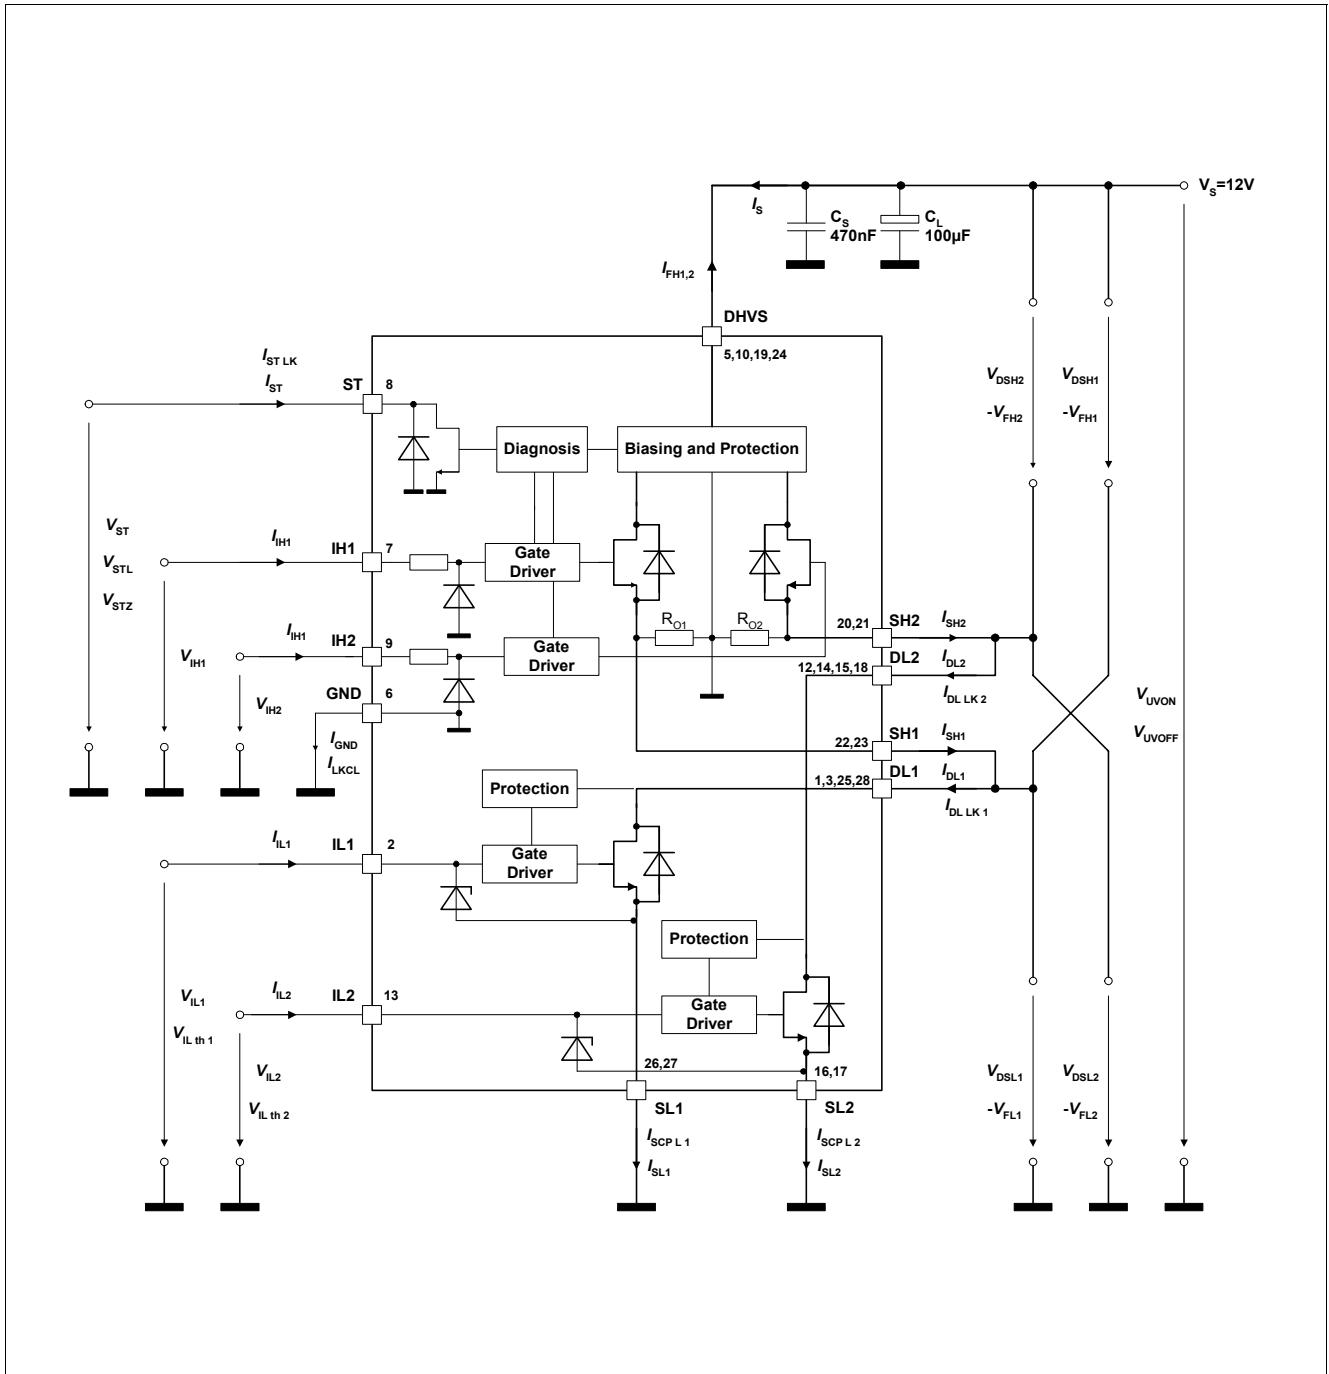 V_S=12V
I_S
C_S
470nF
C_L
100µF
I_FH1,2
DHVS
5,10,19,24
I_ST LK
I_ST
ST
8
V_DSH2
-V_FH2
V_DSH1
-V_FH1
Diagnosis
Biasing and Protection
V_ST
V_STL
V_STZ
I_IH1
IH1
7
Gate
Driver
R_O1
R_O2
20,21
SH2
I_SH2
I_IH1
IH2
9
Gate
Driver
12,14,15,18
DL2
I_DL2
I_DL LK 2
V_IH1
V_IH2
GND
6
V_UVON
V_UVOFF
I_GND
I_LKCL
22,23
SH1
I_SH1
1,3,25,28
DL1
I_DL1
I_DL LK 1
Protection
I_IL1
IL1
2
Gate
Driver
Protection
V_IL1
V_IL th 1
I_IL2
IL2
13
Gate
Driver
V_IL2
V_IL th 2
26,27
16,17
V_DSL1
-V_FL1
V_DSL2
-V_FL2
SL1
SL2
I_SCP L 1
I_SL1
I_SCP L 2
I_SL2